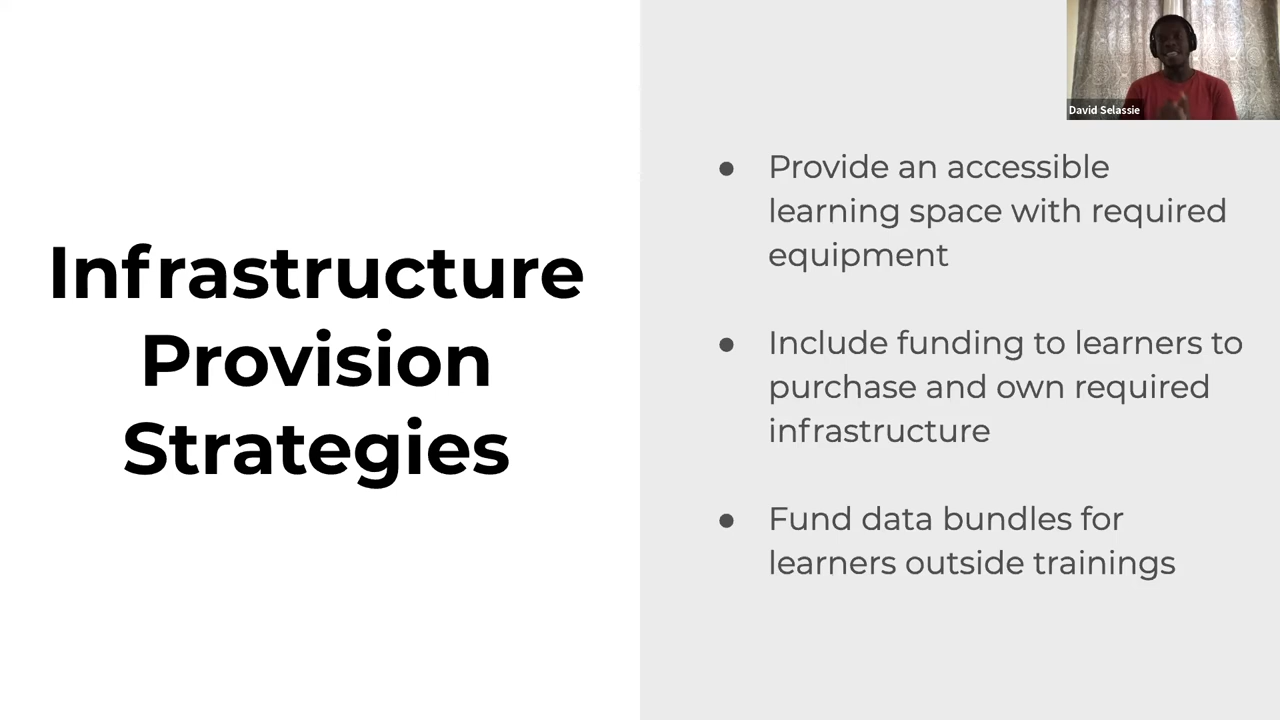 Infrastructure
Provision
Strategies
David Selassie
● Provide an accessible
learning space with required
equipment
● Include funding to learners to
purchase and own required
infrastructure
● Fund data bundles for
learners outside trainings